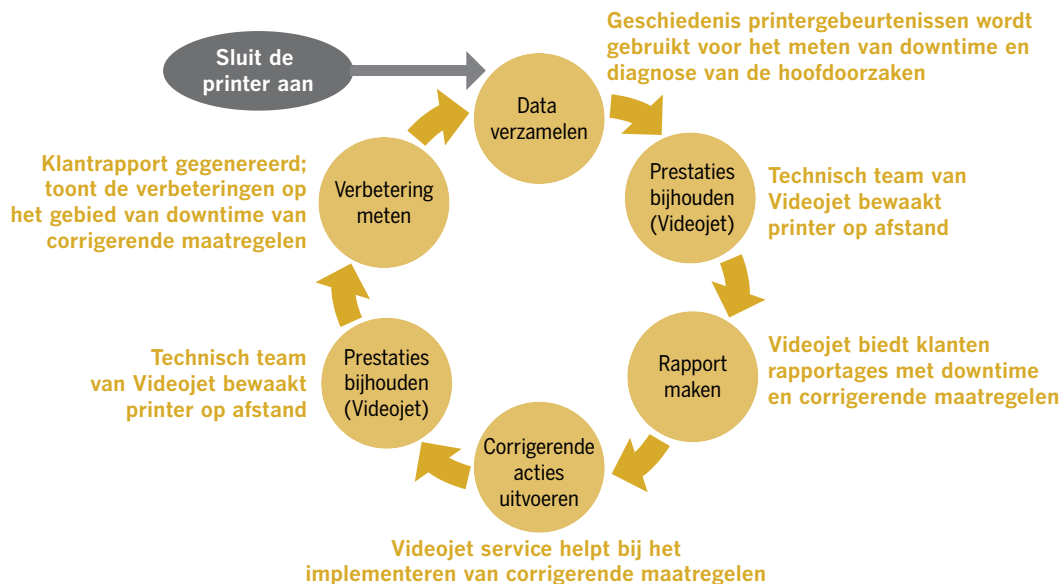 Sluit de
printer aan
Geschiedenis printergebeurtenissen wordt
gebruikt voor het meten van downtime en
diagnose van de hoofdoorzaken
Data
verzamelen
Prestaties
bijhouden
(Videojet)
Technisch team van
Videojet bewaakt
printer op afstand
Rapport
maken
Videojet biedt klanten
rapportages met downtime
en corrigerende maatregelen
Corrigerende
acties
uitvoeren
Videojet service helpt bij het
implementeren van corrigerende maatregelen
Prestaties
bijhouden
(Videojet)
Technisch team
van Videojet bewaakt
printer op afstand
Verbetering
meten
Klantrapport gegenereerd;
toont de verbeteringen op
het gebied van downtime van
corrigerende maatregelen